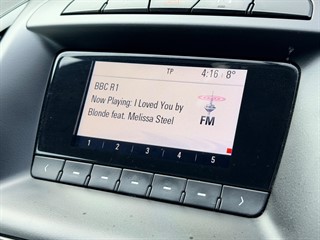 TP 4:16 8°
BBC R1
Now Playing: I Loved You by
Blonde feat. Melissa Steel
FM
1 2 3 4 5